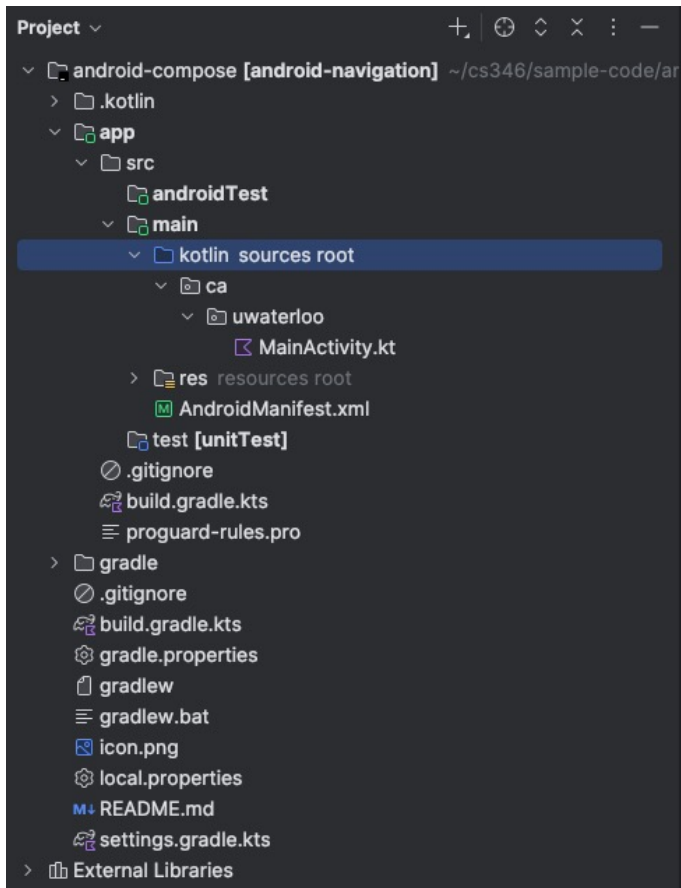 Project
android-compose [android-navigation] ~/cs346/sample-code/ar
.kotlin
app
src
androidTest
main
kotlin sources root
ca
uwaterloo
MainActivity.kt
res resources root
M AndroidManifest.xml
test [unitTest]
.gitignore
build.gradle.kts
proguard-rules.pro
gradle
.gitignore
build.gradle.kts
gradle.properties
gradlew
gradlew.bat
icon.png
local.properties
M↓ README.md
settings.gradle.kts
External Libraries